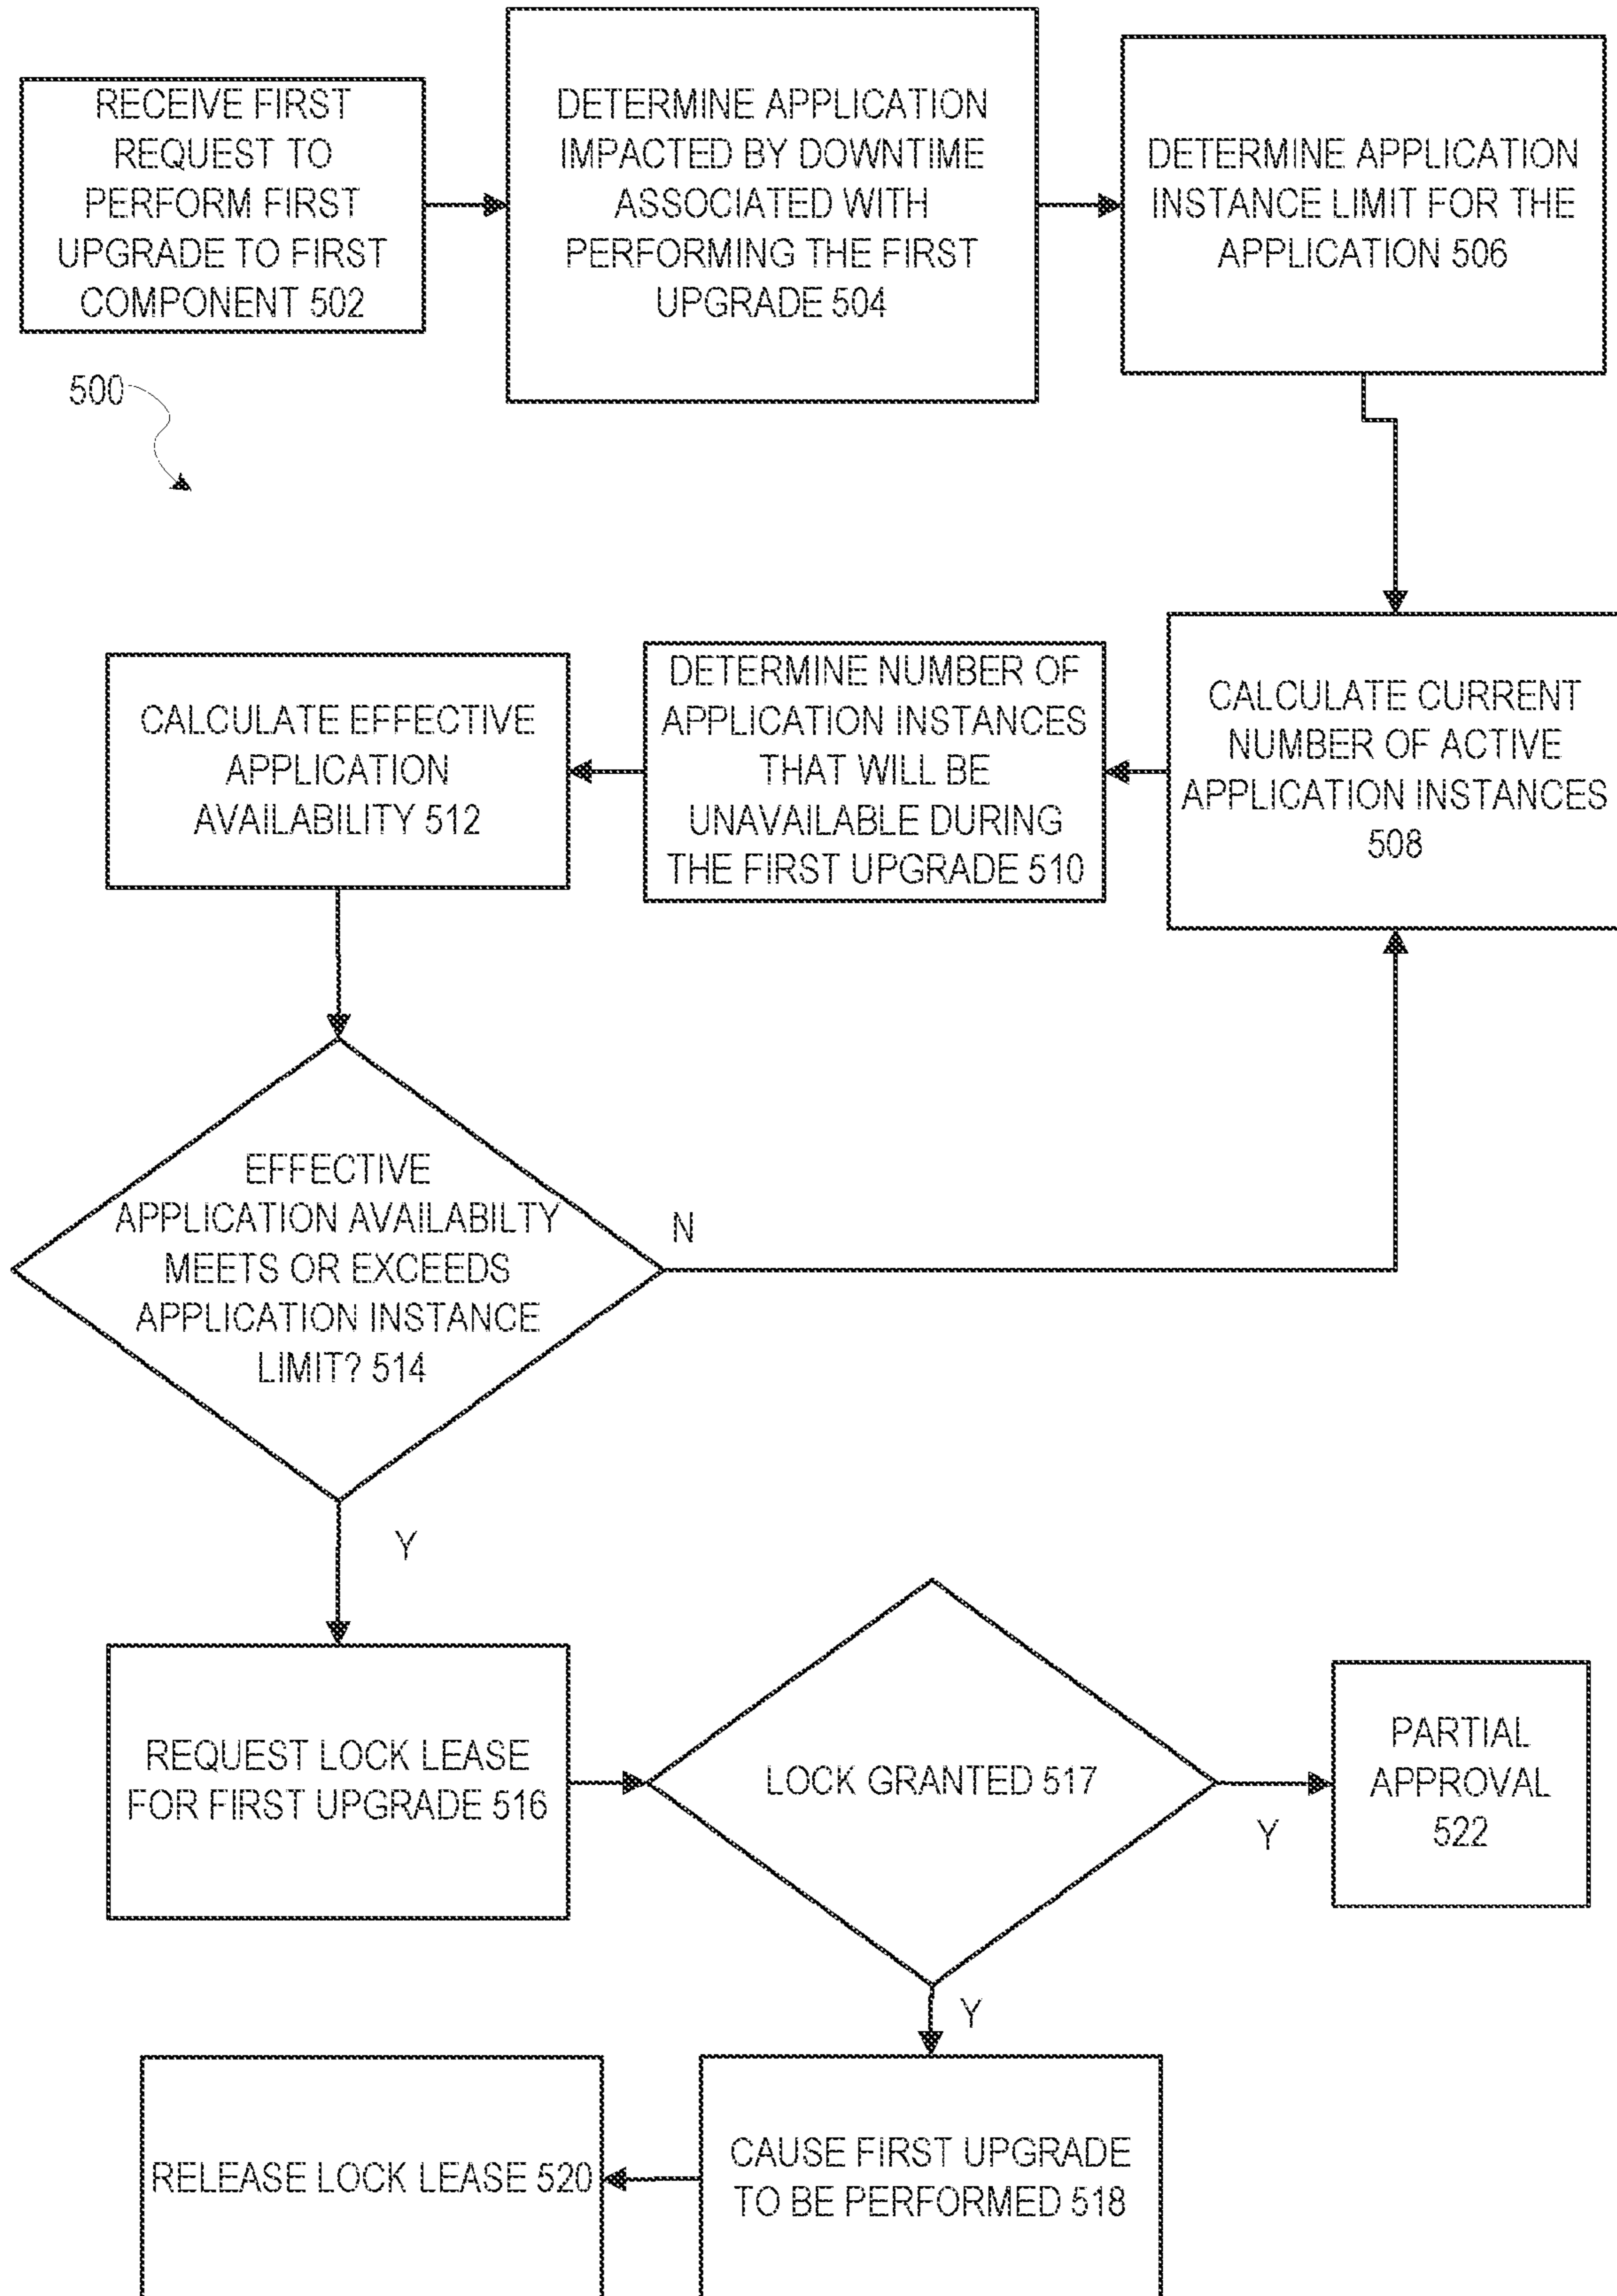 RECEIVE FIRST
REQUEST TO
PERFORM FIRST
UPGRADE TO FIRST
COMPONENT 502
DETERMINE APPLICATION
IMPACTED BY DOWNTIME
ASSOCIATED WITH
PERFORMING THE FIRST
UPGRADE 504
DETERMINE APPLICATION
INSTANCE LIMIT FOR THE
APPLICATION 506
500
CALCULATE CURRENT
NUMBER OF ACTIVE
APPLICATION INSTANCES
508
DETERMINE NUMBER OF
APPLICATION INSTANCES
THAT WILL BE
UNAVAILABLE DURING
THE FIRST UPGRADE 510
CALCULATE EFFECTIVE
APPLICATION
AVAILABILITY 512
EFFECTIVE
APPLICATION AVAILABILTY
MEETS OR EXCEEDS
APPLICATION INSTANCE
LIMIT? 514
N
Y
REQUEST LOCK LEASE
FOR FIRST UPGRADE 516
LOCK GRANTED 517
Y
PARTIAL
APPROVAL
522
Y
CAUSE FIRST UPGRADE
TO BE PERFORMED 518
RELEASE LOCK LEASE 520